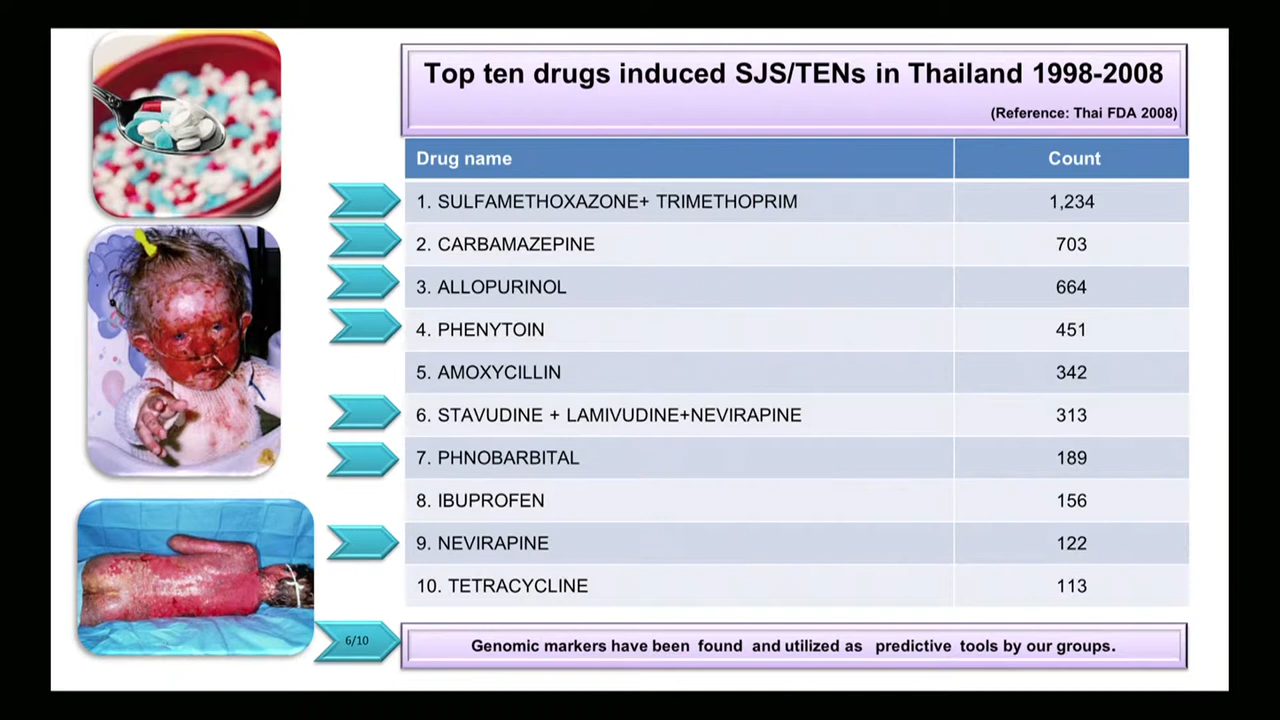 Top ten drugs induced SJS/TENs in Thailand 1998-2008
(Reference: Thai FDA 2008)
Drug name Count
1. SULFAMETHOXAZONE+ TRIMETHOPRIM 1,234
2. CARBAMAZEPINE 703
3. ALLOPURINOL 664
4. PHENYTOIN 451
5. AMOXYCILLIN 342
6. STAVUDINE + LAMIVUDINE+NEVIRAPINE 313
7. PHNOBARBITAL 189
8. IBUPROFEN 156
9. NEVIRAPINE 122
10. TETRACYCLINE 113
6/10 Genomic markers have been found and utilized as predictive tools by our groups.